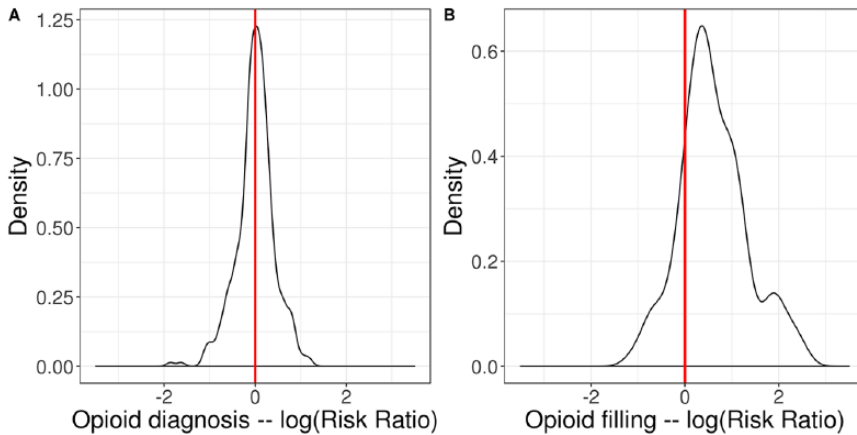 A
Density
1.25
1.00
0.75
0.50
0.25
0.00
-2 0 2
Opioid diagnosis -- log(Risk Ratio)
B
Density
0.6
0.4
0.2
0.0
-2 0 2
Opioid filling -- log(Risk Ratio)